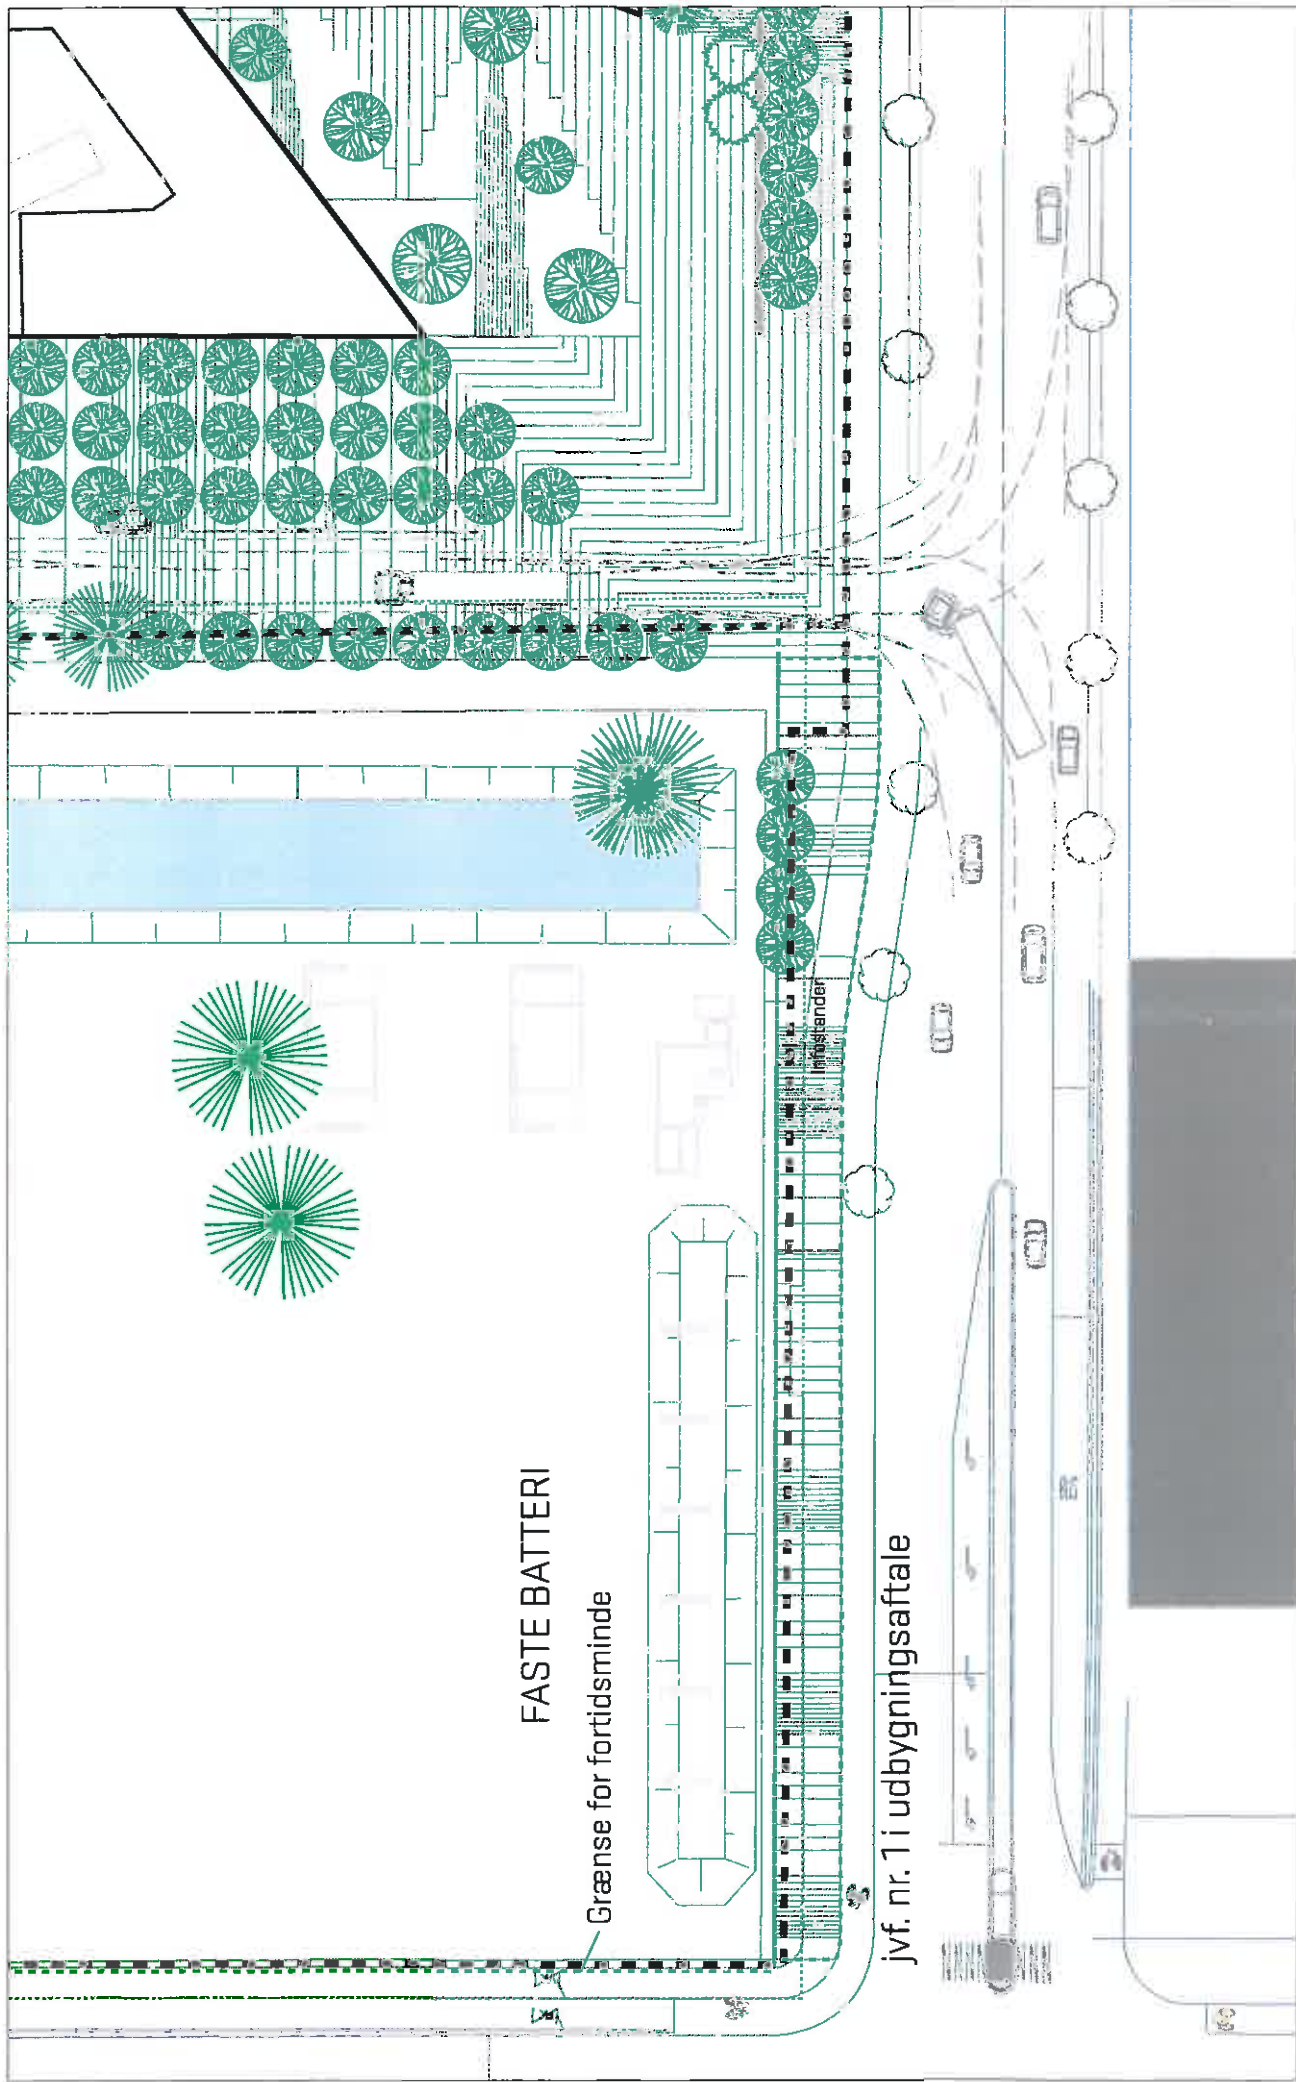 FASTE BATTERI
Grænse for fortidsminde
jvf. nr. 1 i udbygningsaftale
Infostander